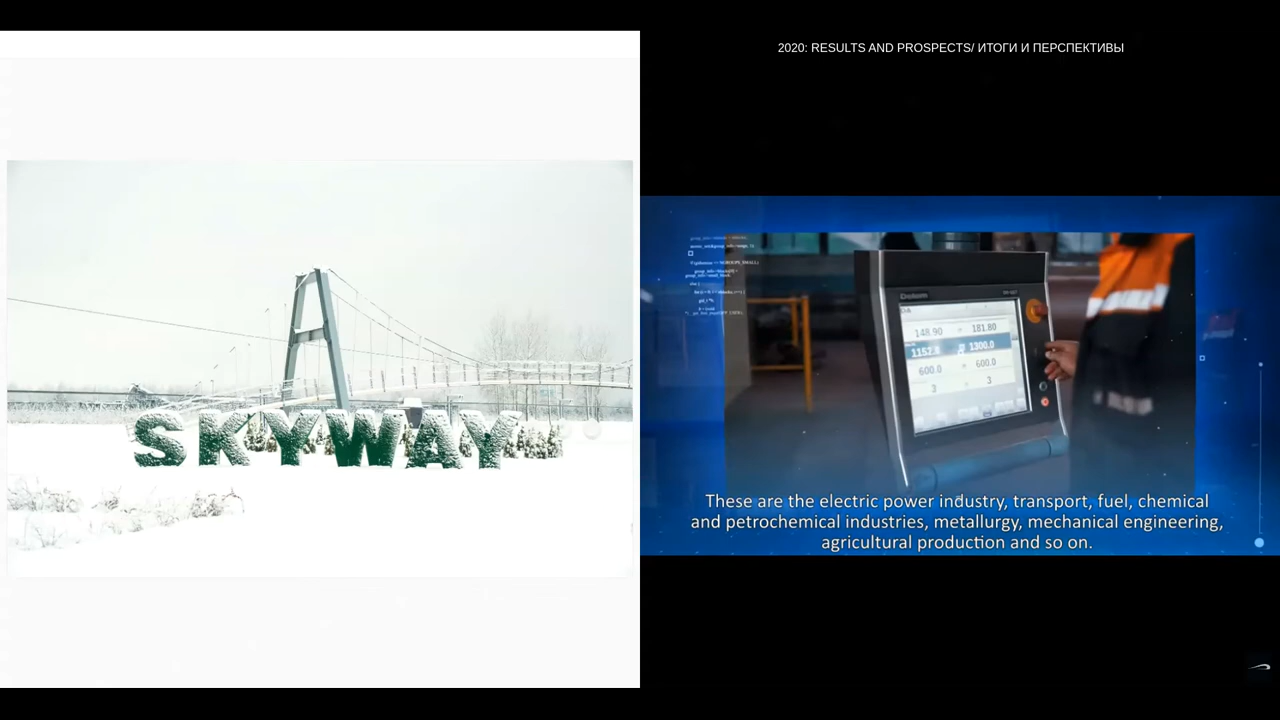 2020: RESULTS AND PROSPECTS/ ИТОГИ И ПЕРСПЕКТИВЫ
SKYWAY
148.90 181.80
1152.8 1300.0
600.0 600.0
3 3
These are the electric power industry, transport, fuel, chemical
and petrochemical industries, metallurgy, mechanical engineering,
agricultural production and so on.